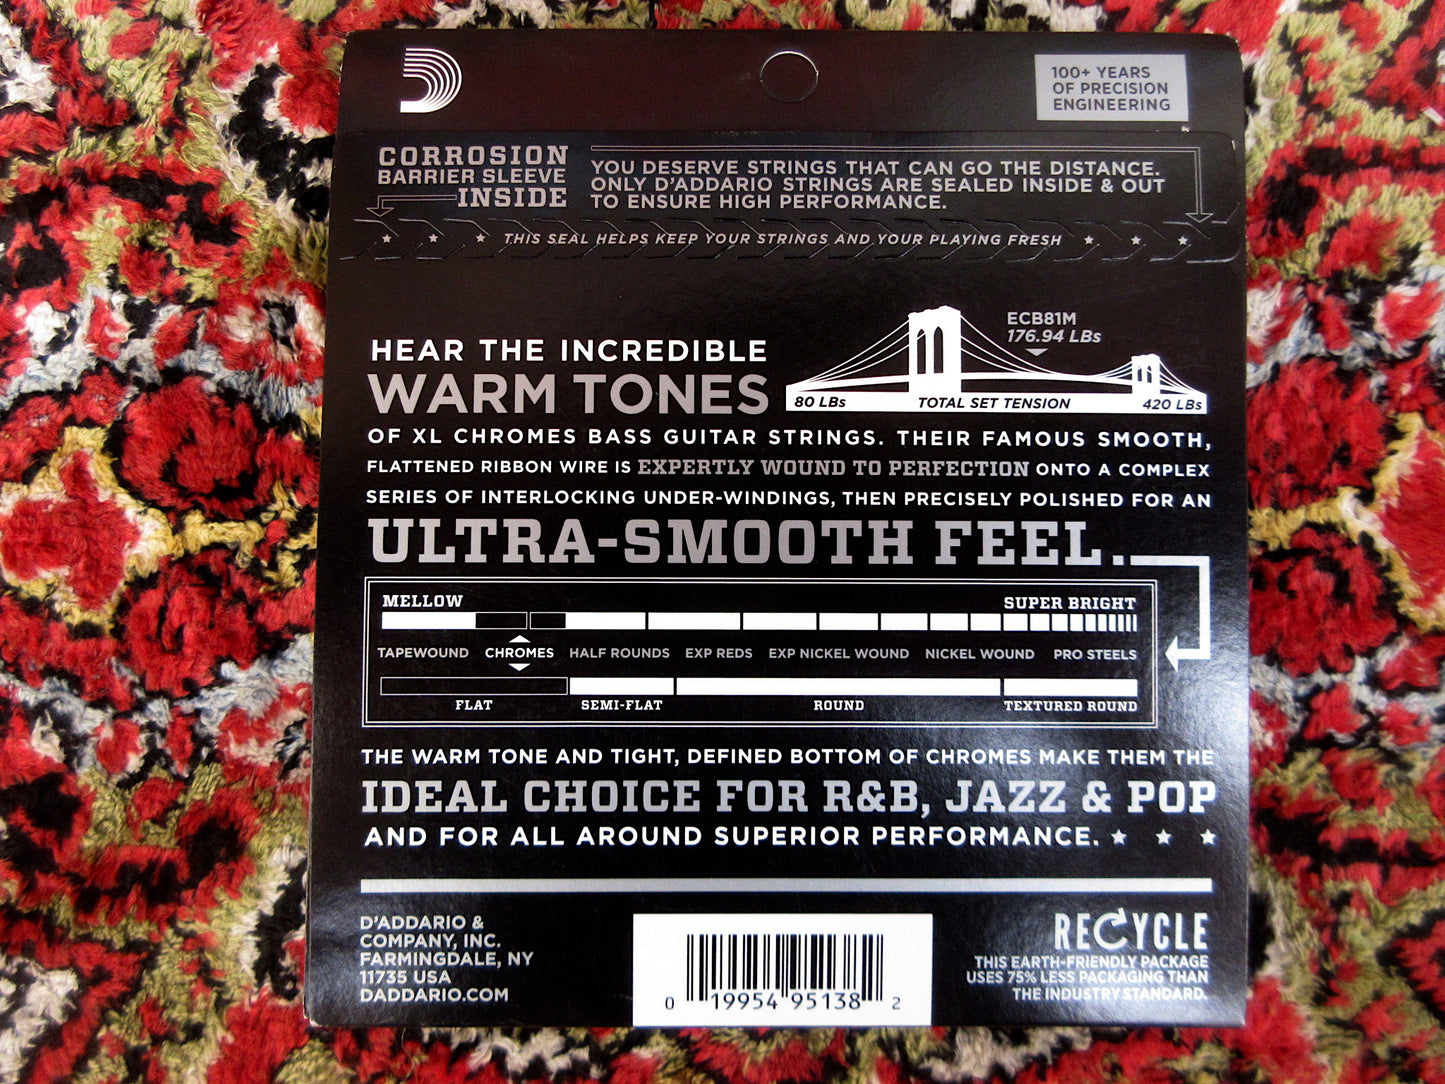 100+ YEARS
OF PRECISION
ENGINEERING
CORROSION
BARRIER SLEEVE
INSIDE
YOU DESERVE STRINGS THAT CAN GO THE DISTANCE.
ONLY D'ADDARIO STRINGS ARE SEALED INSIDE & OUT
TO ENSURE HIGH PERFORMANCE.
THIS SEAL HELPS KEEP YOUR STRINGS AND YOUR PLAYING FRESH
ECB81M
176.94 LBs
80 LBs TOTAL SET TENSION 420 LBs
HEAR THE INCREDIBLE
WARM TONES
OF XL CHROMES BASS GUITAR STRINGS. THEIR FAMOUS SMOOTH,
FLATTENED RIBBON WIRE IS EXPERTLY WOUND TO PERFECTION ONTO A COMPLEX
SERIES OF INTERLOCKING UNDER-WINDINGS, THEN PRECISELY POLISHED FOR AN
ULTRA-SMOOTH FEEL.
MELLOW SUPER BRIGHT
TAPEWOUND CHROMES HALF ROUNDS EXP REDS EXP NICKEL WOUND NICKEL WOUND PRO STEELS
FLAT SEMI-FLAT ROUND TEXTURED ROUND
THE WARM TONE AND TIGHT, DEFINED BOTTOM OF CHROMES MAKE THEM THE
IDEAL CHOICE FOR R&B, JAZZ & POP
AND FOR ALL AROUND SUPERIOR PERFORMANCE.
D'ADDARIO &
COMPANY, INC.
FARMINGDALE, NY
11735 USA
DADDARIO.COM
0 19954 95138 2
RECYCLE
THIS EARTH-FRIENDLY PACKAGE
USES 75% LESS PACKAGING THAN
THE INDUSTRY STANDARD.